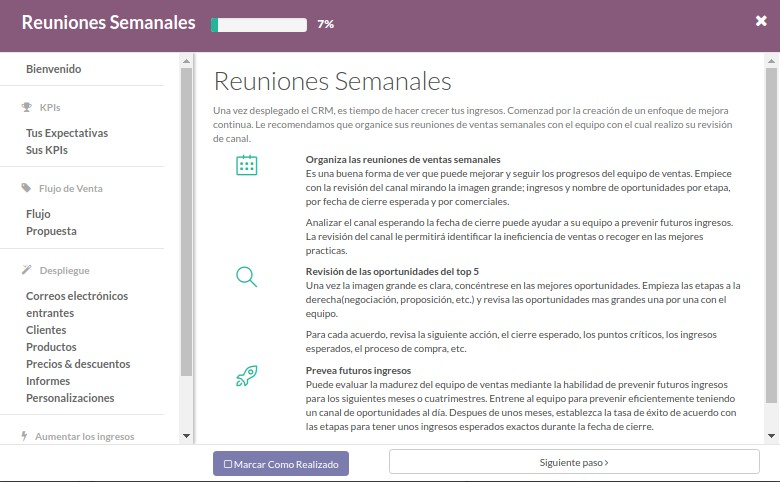 Reuniones Semanales 7%
Bienvenido
KPIs
Tus Expectativas
Sus KPIs
Flujo de Venta
Flujo
Propuesta
Despliegue
Correos electrónicos
entrantes
Clientes
Productos
Precios & descuentos
Informes
Personalizaciones
Aumentar los ingresos
Reuniones Semanales
Una vez desplegado el CRM, es tiempo de hacer crecer tus ingresos. Comenzad por la creación de un enfoque de mejora
continua. Le recomendamos que organice sus reuniones de ventas semanales con el equipo con el cual realizo su revisión
de canal.
Organiza las reuniones de ventas semanales
Es una buena forma de ver que puede mejorar y seguir los progresos del equipo de ventas. Empiece
con la revisión del canal mirando la imagen grande; ingresos y nombre de oportunidades por etapa,
por fecha de cierre esperada y por comerciales.
Analizar el canal esperando la fecha de cierre puede ayudar a su equipo a prevenir futuros ingresos.
La revisión del canal le permitirá identificar la ineficiencia de ventas o recoger en las mejores
practicas.
Revisión de las oportunidades del top 5
Una vez la imagen grande es clara, concéntrese en las mejores oportunidades. Empieza las etapas a la
derecha(negociación, proposición, etc.) y revisa las oportunidades mas grandes una por una con el
equipo.
Para cada acuerdo, revisa la siguiente acción, el cierre esperado, los puntos críticos, los ingresos
esperados, el proceso de compra, etc.
Prevea futuros ingresos
Puede evaluar la madurez del equipo de ventas mediante la habilidad de prevenir futuros ingresos
para los siguientes meses o cuatrimestres. Entrene al equipo para prevenir eficientemente teniendo
un canal de oportunidades al día. Despues de unos meses, establezca la tasa de éxito de acuerdo con
las etapas para tener unos ingresos esperados exactos durante la fecha de cierre.
Marcar Como Realizado
Siguiente paso